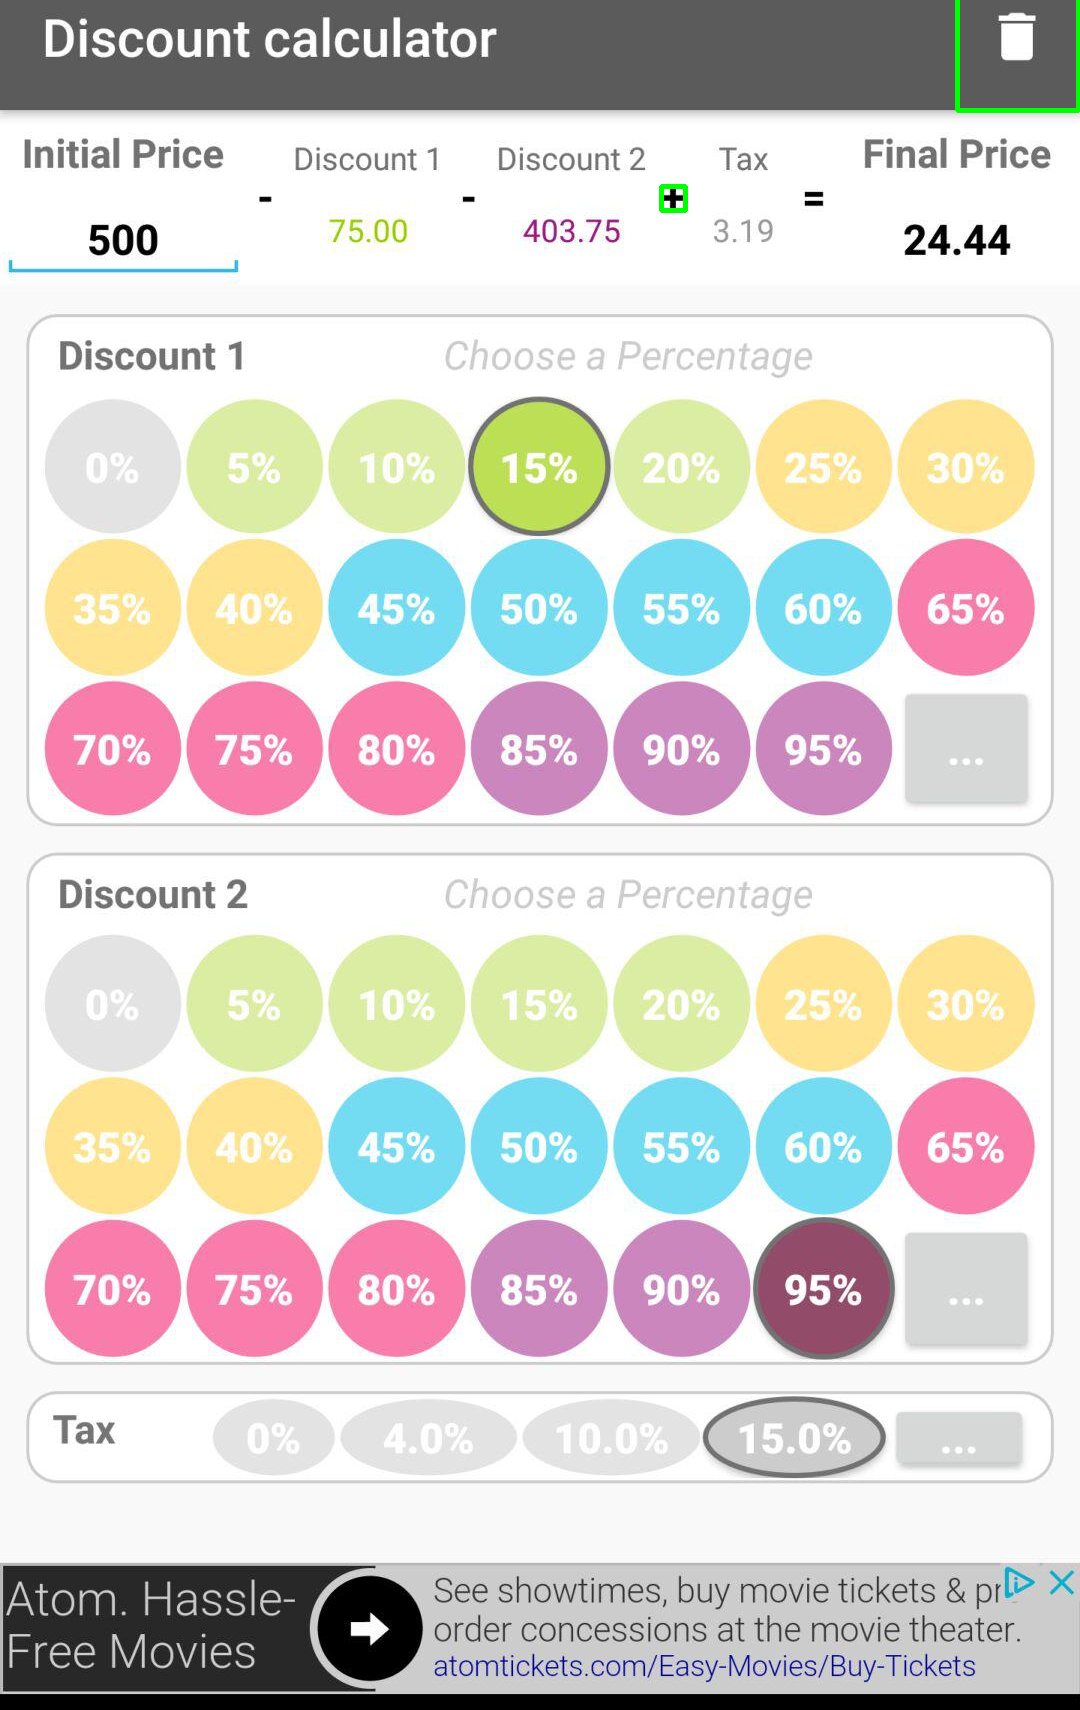 Discount calculator
Initial Price Discount 1 Discount 2 Tax Final Price
- - + =
500 75.00 403.75 3.19 24.44
Discount 1 Choose a Percentage
0% 5% 10% 15% 20% 25% 30%
35% 40% 45% 50% 55% 60% 65%
70% 75% 80% 85% 90% 95% ...
Discount 2 Choose a Percentage
0% 5% 10% 15% 20% 25% 30%
35% 40% 45% 50% 55% 60% 65%
70% 75% 80% 85% 90% 95% ...
Tax 0% 4.0% 10.0% 15.0% ...
Atom. Hassle-
Free Movies
See showtimes, buy movie tickets & pr
order concessions at the movie theater.
atomtickets.com/Easy-Movies/Buy-Tickets